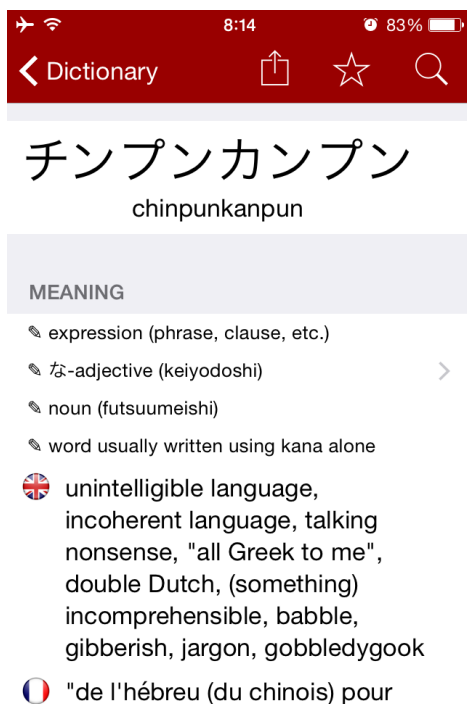 8:14
83%
Dictionary
チンプンカンプン
chinpunkanpun
MEANING
✎ expression (phrase, clause, etc.)
✎ な-adjective (keiyodoshi)
✎ noun (futsuumeishi)
✎ word usually written using kana alone
unintelligible language,
incoherent language, talking
nonsense, "all Greek to me",
double Dutch, (something)
incomprehensible, babble,
gibberish, jargon, gobbledygook
"de l'hébreu (du chinois) pour